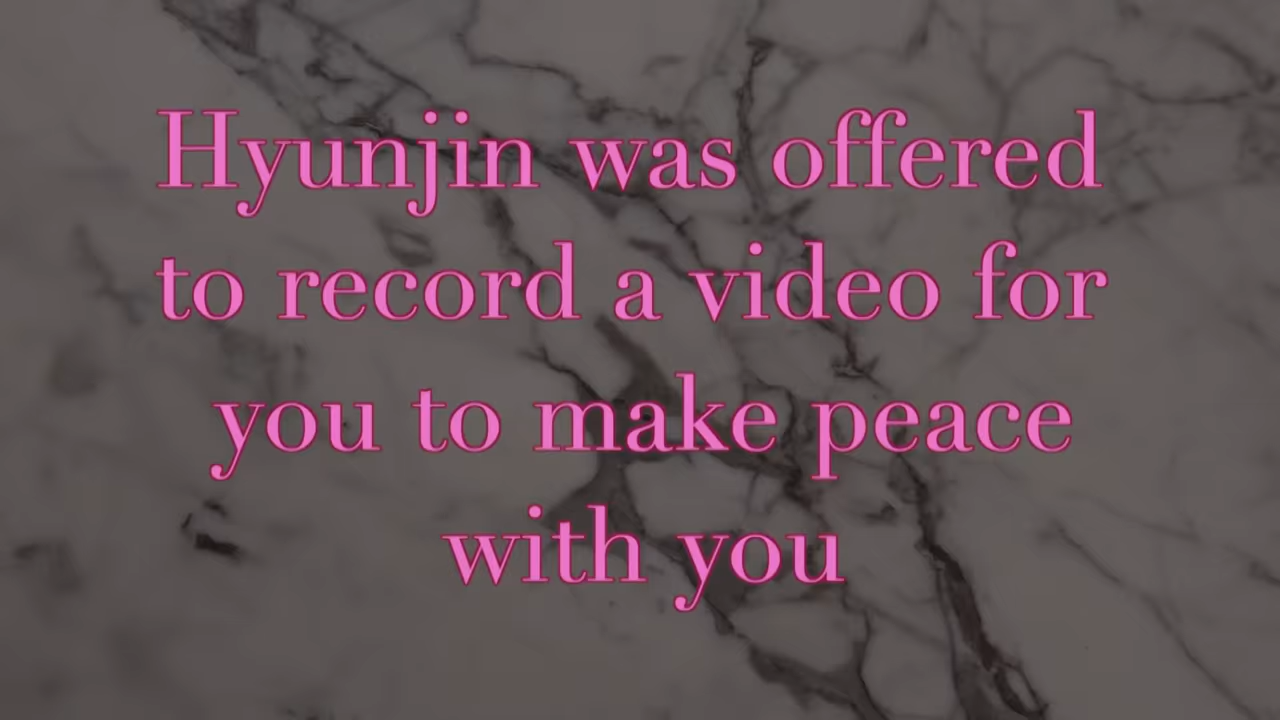 Hyunjin was offered
to record a video for
you to make peace
with you